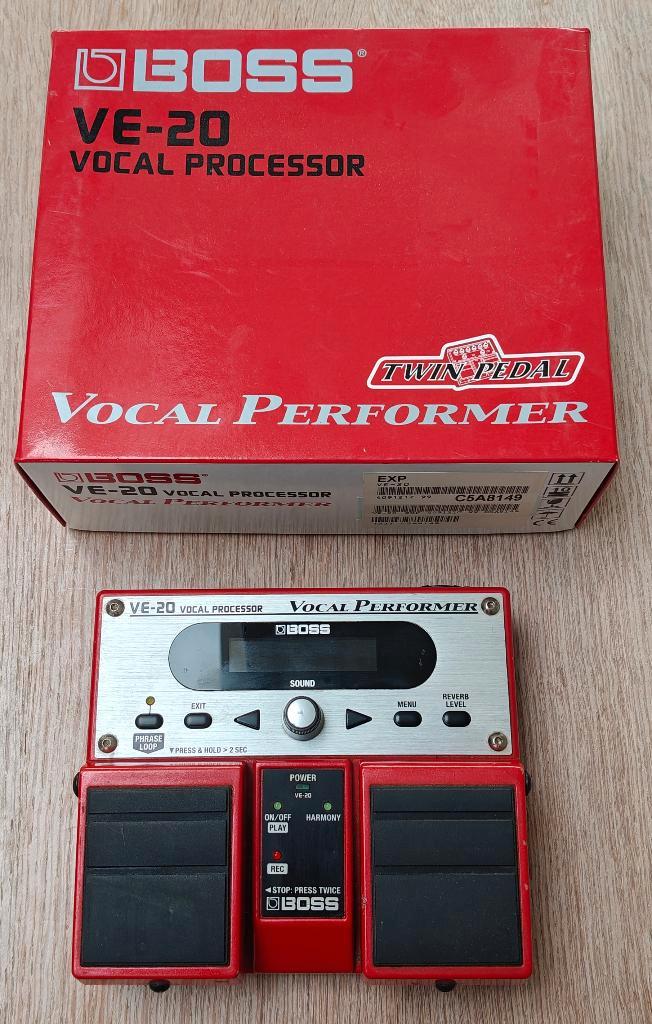 BOSS®
VE-20
VOCAL PROCESSOR
TWIN PEDAL
VOCAL PERFORMER
BOSS®
VE-20 VOCAL PROCESSOR
VOCAL PERFORMER
EXP
VE-20
C5A8149
VE-20 VOCAL PROCESSOR VOCAL PERFORMER
BOSS
SOUND
EXIT
MENU
REVERB
LEVEL
PHRASE
LOOP
▼PRESS & HOLD > 2 SEC
POWER
VE-20
ON/OFF
PLAY
HARMONY
REC
◄STOP: PRESS TWICE
BOSS